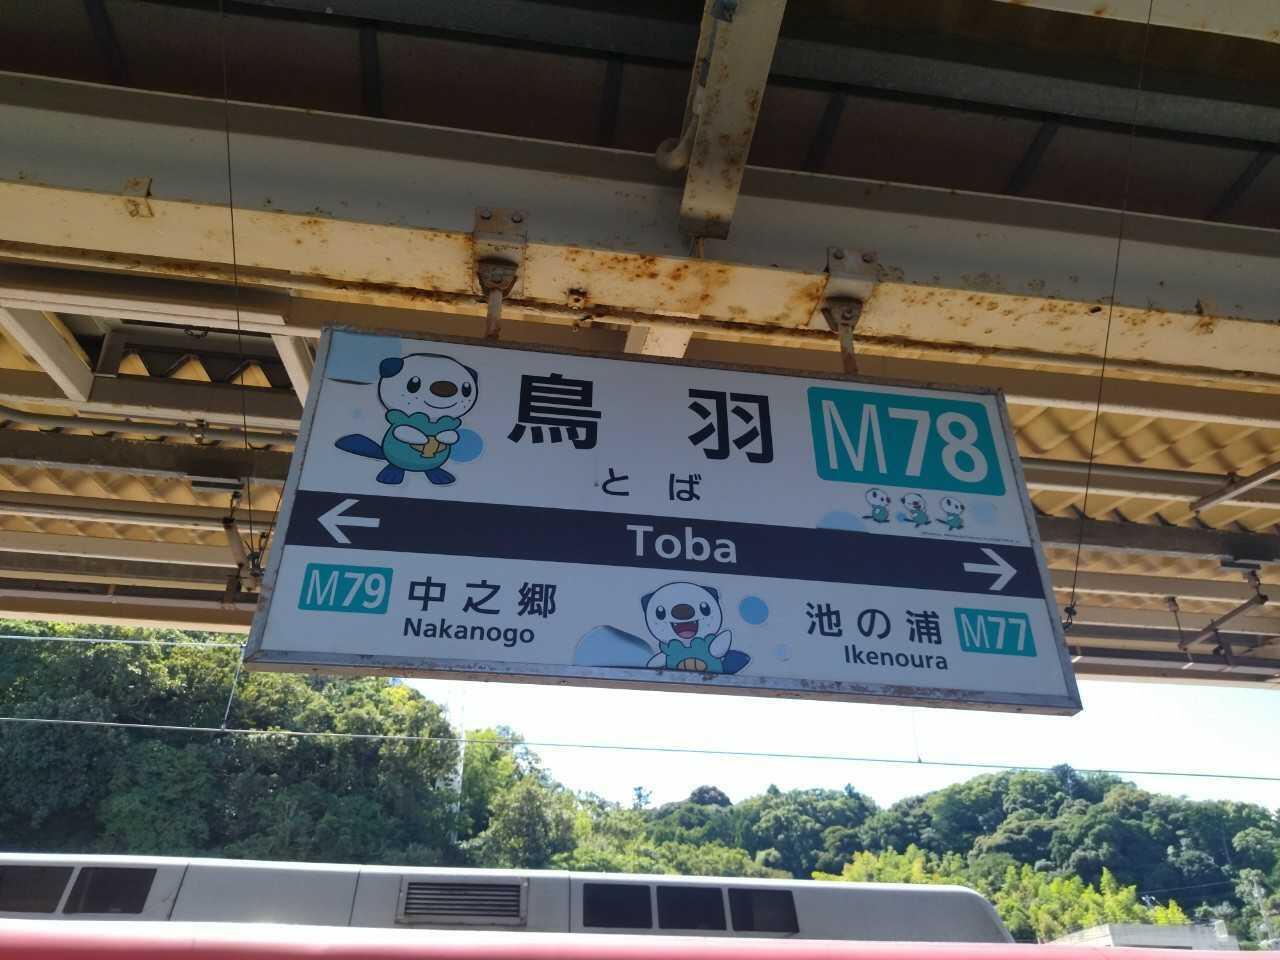 鳥羽 M78
とば
Toba
M79 中之郷
Nakanogo
池の浦 M77
Ikenoura